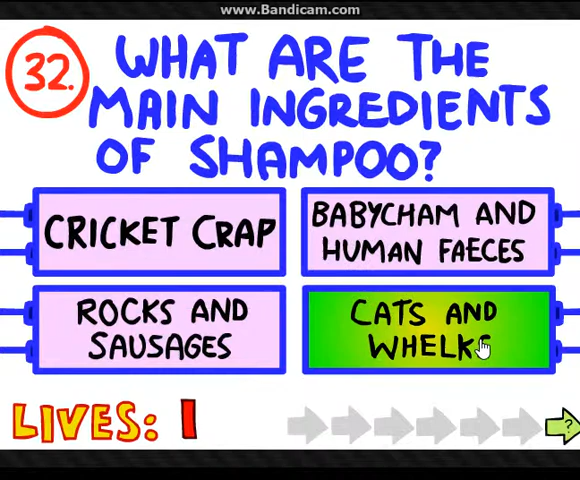 www.Bandicam.com
32.
WHAT ARE THE
MAIN INGREDIENTS
OF SHAMPOO?
CRICKET CRAP
BABYCHAM AND
HUMAN FAECES
ROCKS AND
SAUSAGES
CATS AND
WHELKS
LIVES: 1
?